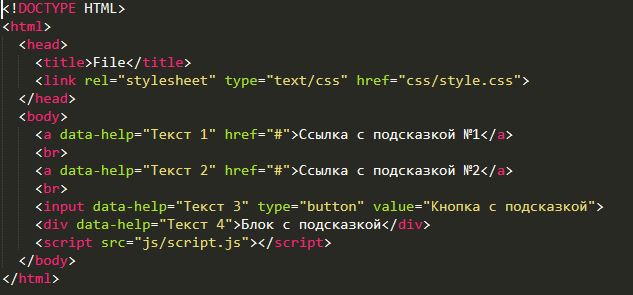 <!DOCTYPE HTML>
<html>
<head>
<title>File</title>
<link rel="stylesheet" type="text/css" href="css/style.css">
</head>
<body>
<a data-help="Текст 1" href="#">Ссылка с подсказкой №1</a>
<br>
<a data-help="Текст 2" href="#">Ссылка с подсказкой №2</a>
<br>
<input data-help="Текст 3" type="button" value="Кнопка с подсказкой">
<div data-help="Текст 4">Блок с подсказкой</div>
<script src="js/script.js"></script>
</body>
</html>